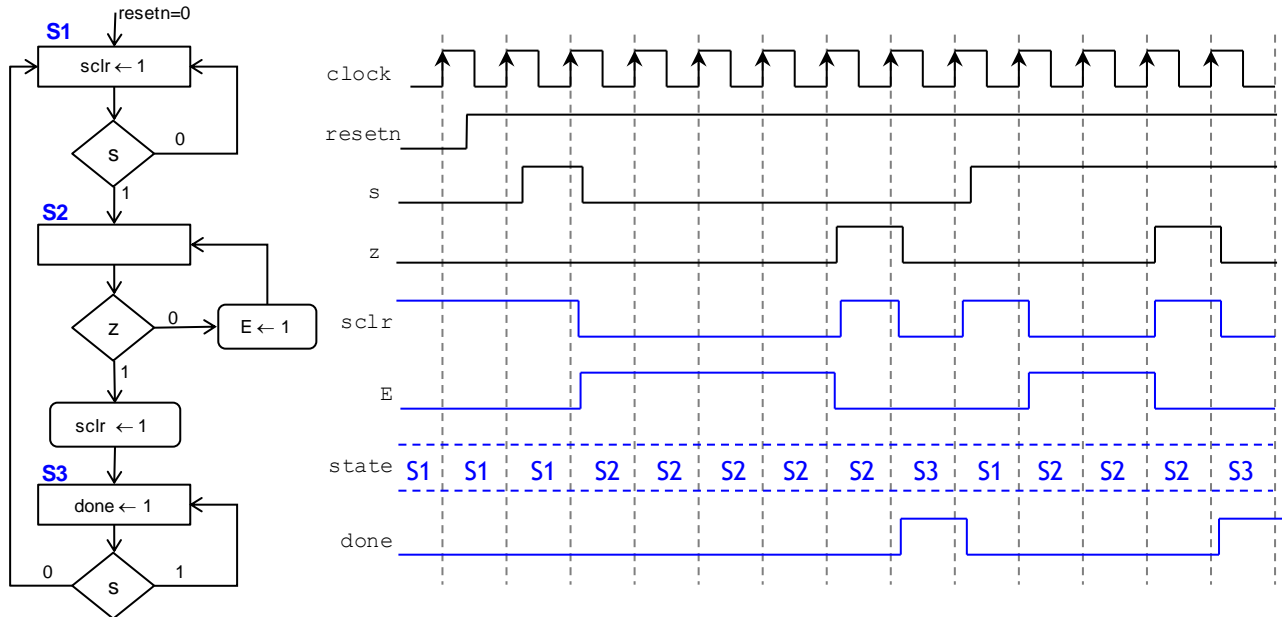 resetn=0
S1
sclr ← 1
s
0
1
S2
z
0
E ← 1
1
sclr ← 1
S3
done ← 1
0
s
1
clock
resetn
s
z
sclr
E
state S1 S1 S1 S2 S2 S2 S2 S2 S3 S1 S2 S2 S2 S3
done